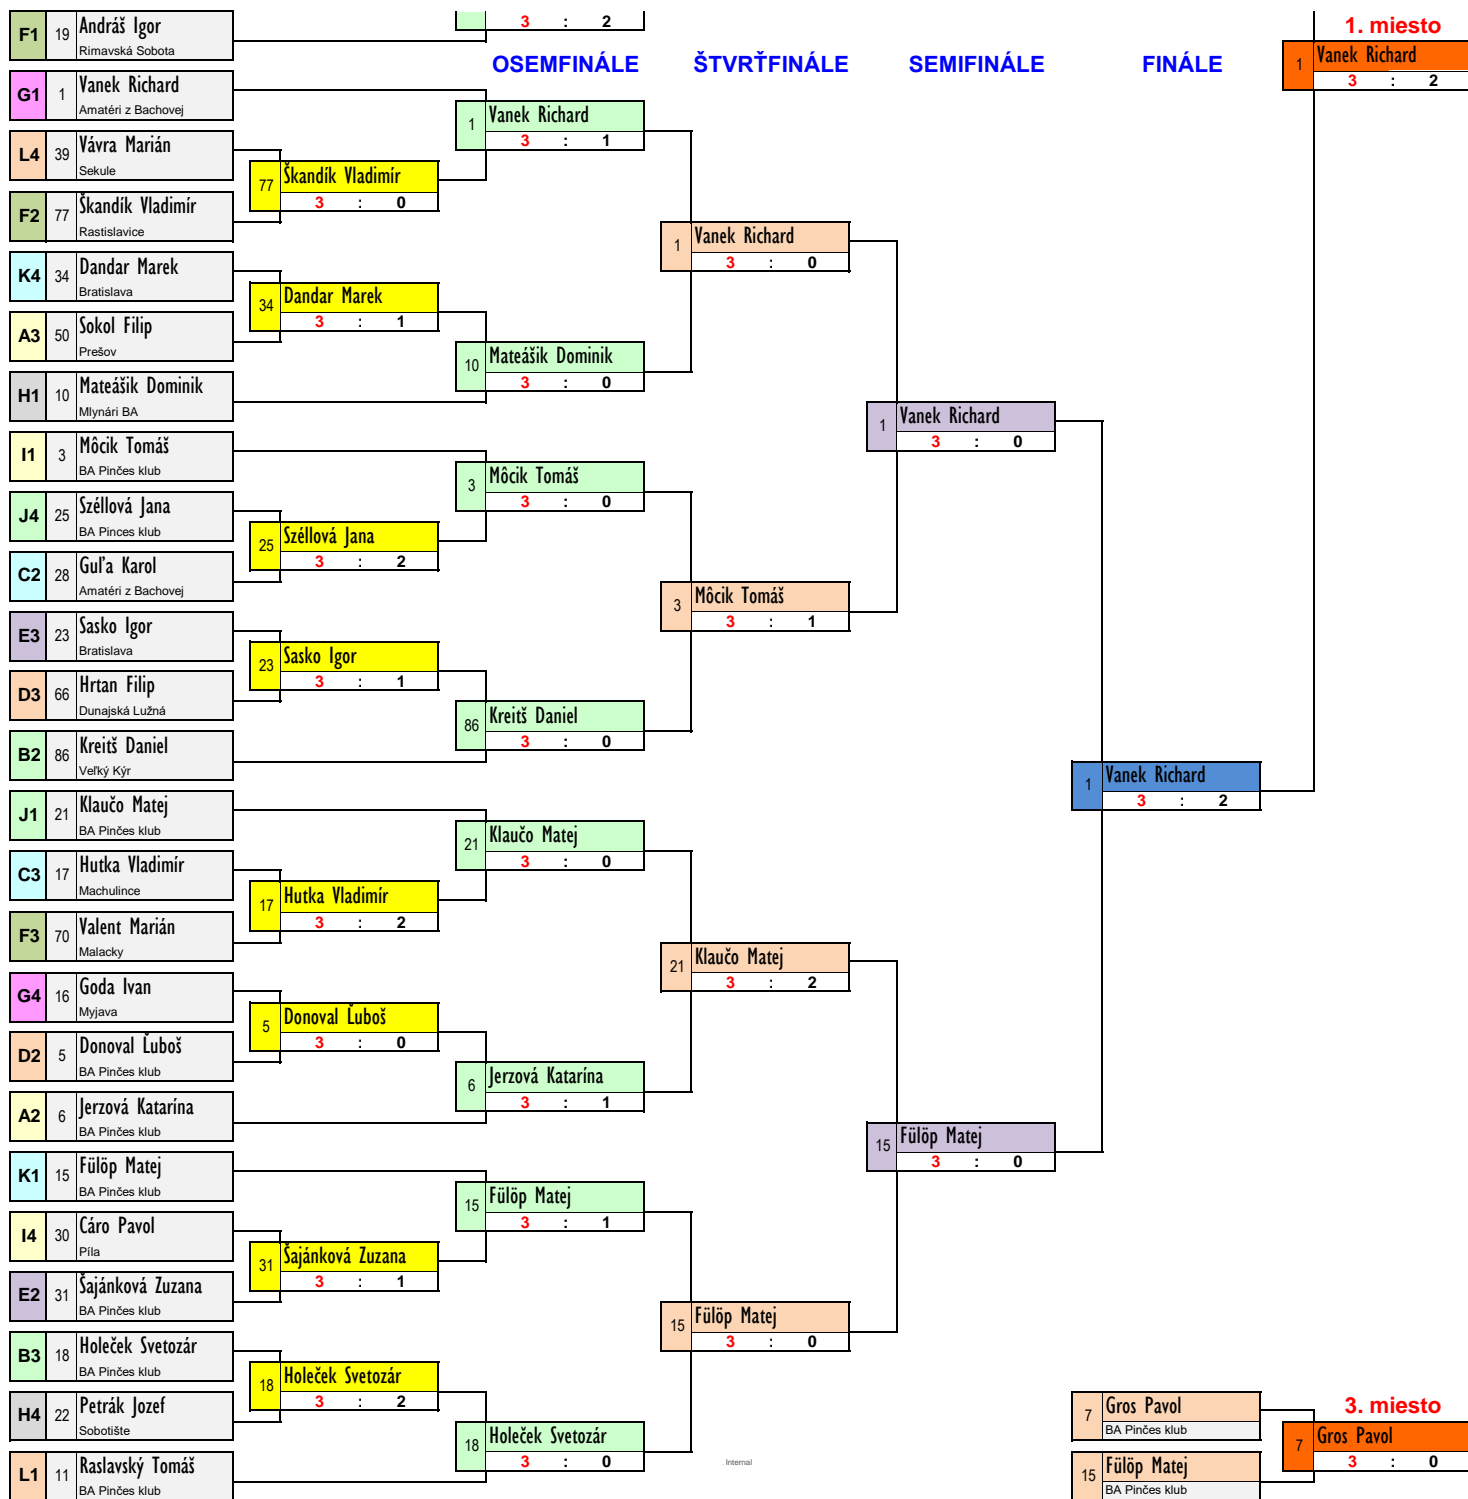 F1 19 Andráš Igor
Rimavská Sobota
3 : 2
1. miesto
OSEMFINÁLE ŠTVRŤFINÁLE SEMIFINÁLE FINÁLE
1 Vanek Richard
3 : 2
G1 1 Vanek Richard
Amatéri z Bachovej
1 Vanek Richard
3 : 1
L4 39 Vávra Marián
Sekule
77 Škandík Vladimír
3 : 0
F2 77 Škandík Vladimír
Rastislavice
1 Vanek Richard
3 : 0
K4 34 Dandar Marek
Bratislava
34 Dandar Marek
3 : 1
A3 50 Sokol Filip
Prešov
10 Mateášik Dominik
3 : 0
H1 10 Mateášik Dominik
Mlynári BA
1 Vanek Richard
3 : 0
I1 3 Môcik Tomáš
BA Pinčes klub
3 Môcik Tomáš
3 : 0
J4 25 Széllová Jana
BA Pinces klub
25 Széllová Jana
3 : 2
C2 28 Guľa Karol
Amatéri z Bachovej
3 Môcik Tomáš
3 : 1
E3 23 Sasko Igor
Bratislava
23 Sasko Igor
3 : 1
D3 66 Hrtan Filip
Dunajská Lužná
86 Kreitš Daniel
3 : 0
B2 86 Kreitš Daniel
Veľký Kýr
1 Vanek Richard
3 : 2
J1 21 Klaučo Matej
BA Pinčes klub
21 Klaučo Matej
3 : 0
C3 17 Hutka Vladimír
Machulince
17 Hutka Vladimír
3 : 2
F3 70 Valent Marián
Malacky
21 Klaučo Matej
3 : 2
G4 16 Goda Ivan
Myjava
5 Donoval Ľuboš
3 : 0
D2 5 Donoval Ľuboš
BA Pinčes klub
6 Jerzová Katarína
3 : 1
A2 6 Jerzová Katarína
BA Pinčes klub
15 Fülöp Matej
3 : 0
K1 15 Fülöp Matej
BA Pinčes klub
15 Fülöp Matej
3 : 1
I4 30 Cáro Pavol
Píla
31 Šajánková Zuzana
3 : 1
E2 31 Šajánková Zuzana
BA Pinčes klub
15 Fülöp Matej
3 : 0
B3 18 Holeček Svetozár
BA Pinčes klub
18 Holeček Svetozár
3 : 2
H4 22 Petrák Jozef
Sobotište
7 Gros Pavol
BA Pinčes klub
3. miesto
18 Holeček Svetozár
3 : 0
7 Gros Pavol
3 : 0
Internal
L1 11 Raslavský Tomáš
BA Pinčes klub
15 Fülöp Matej
BA Pinčes klub